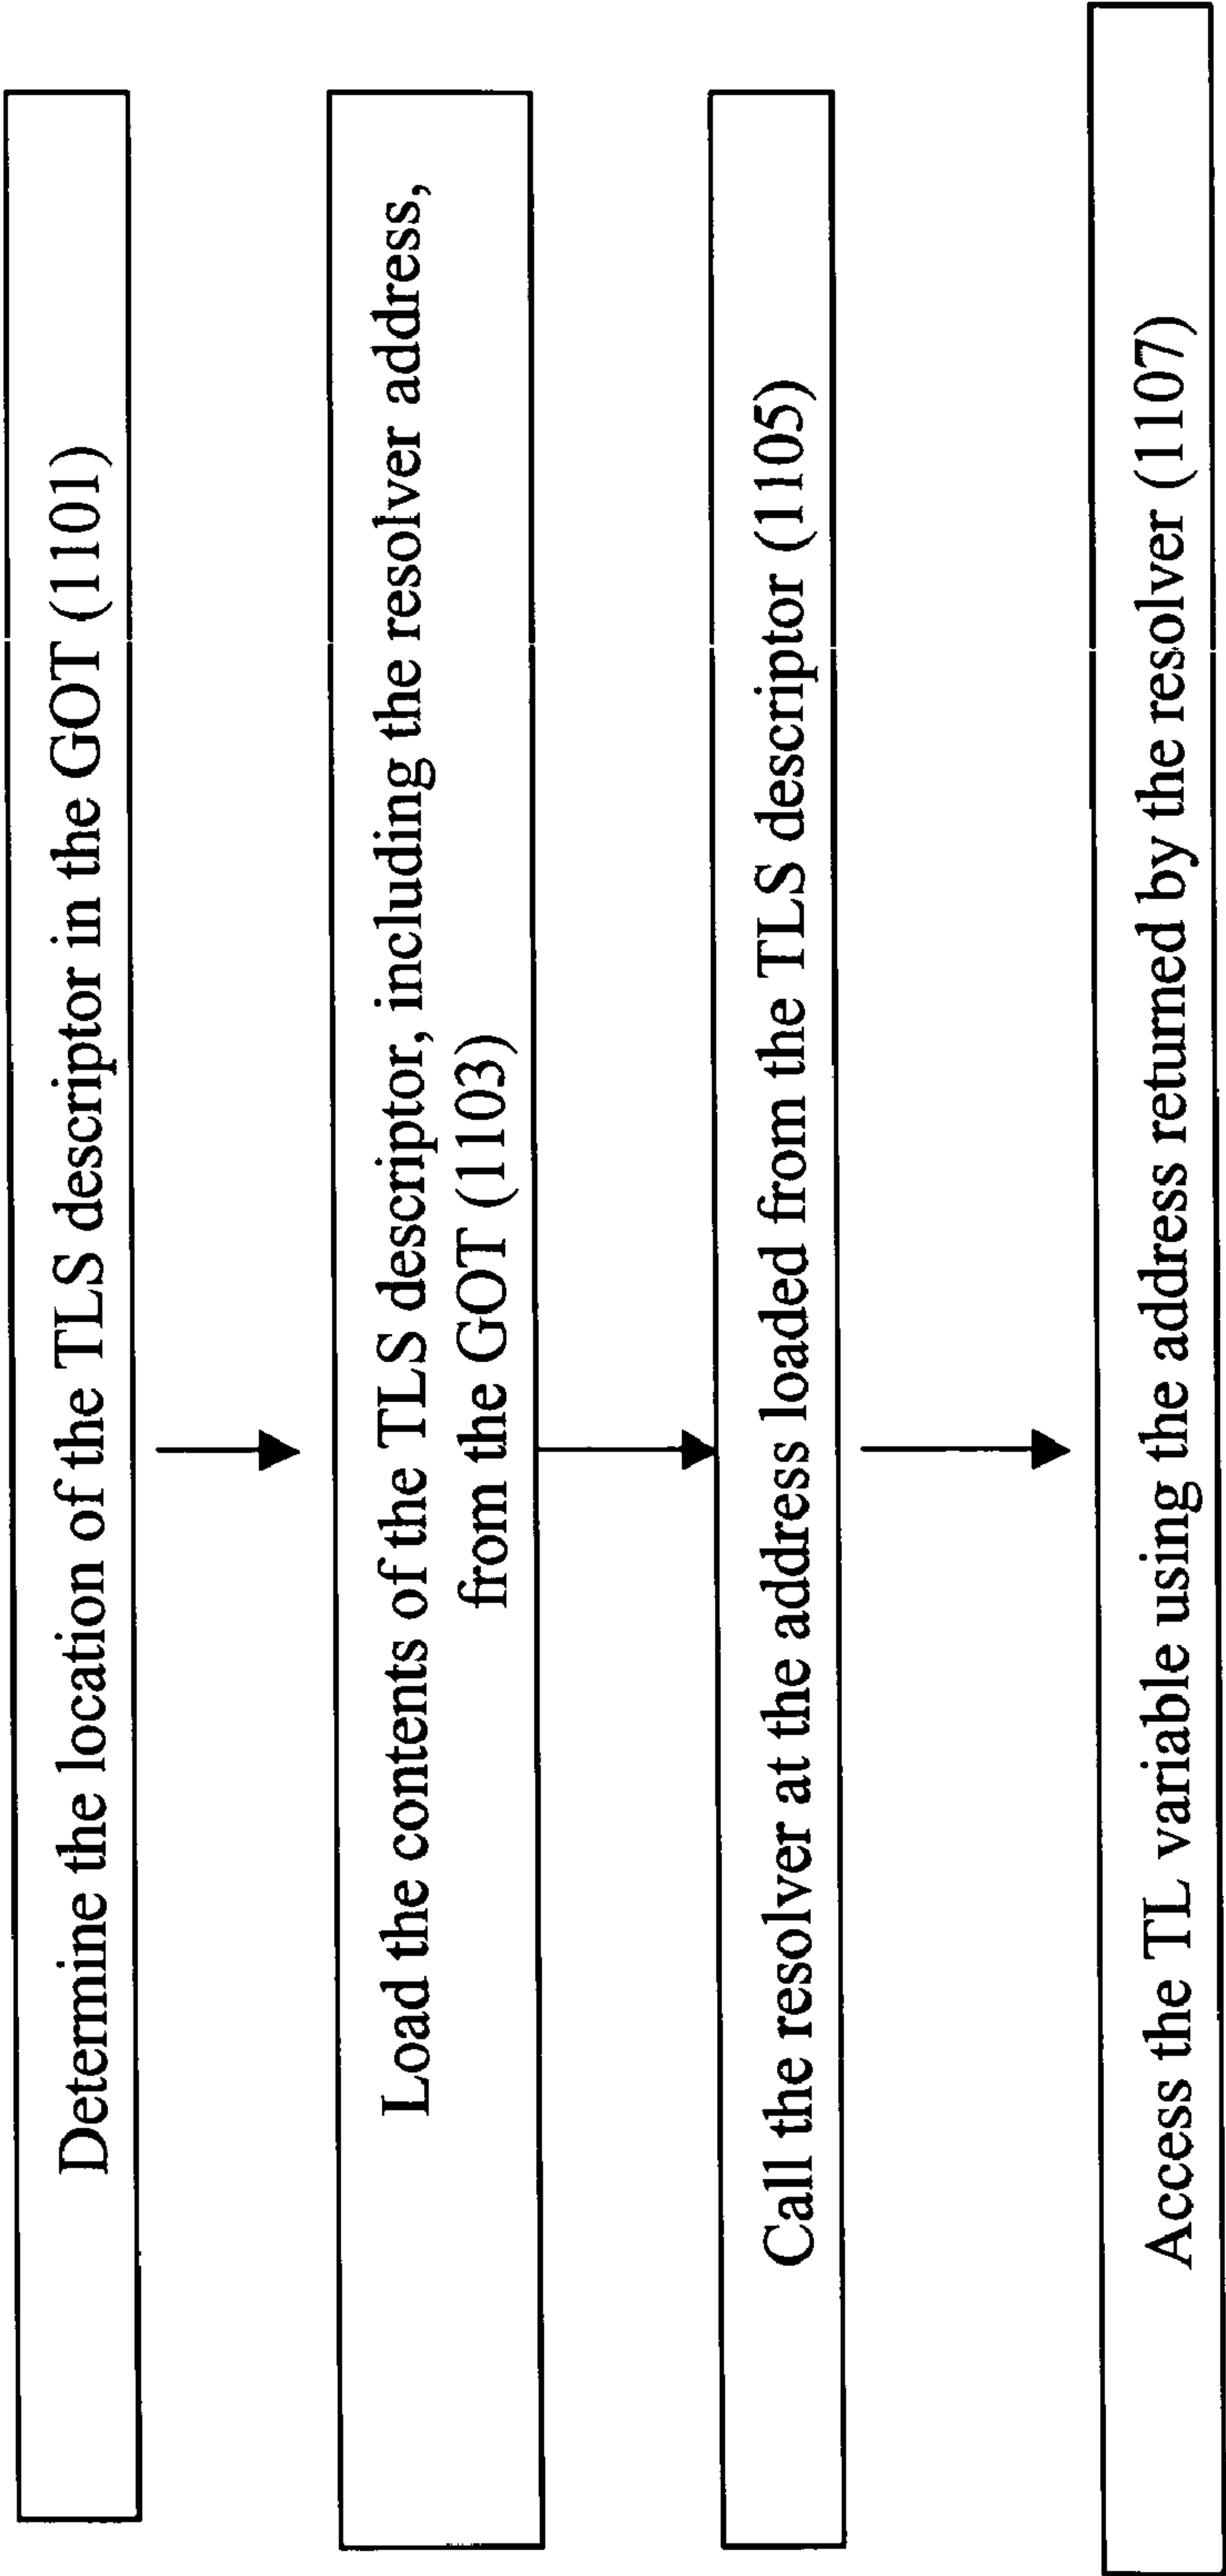 Determine the location of the TLS descriptor in the GOT (1101)
Load the contents of the TLS descriptor, including the resolver address,
from the GOT (1103)
Call the resolver at the address loaded from the TLS descriptor (1105)
Access the TL variable using the address returned by the resolver (1107)